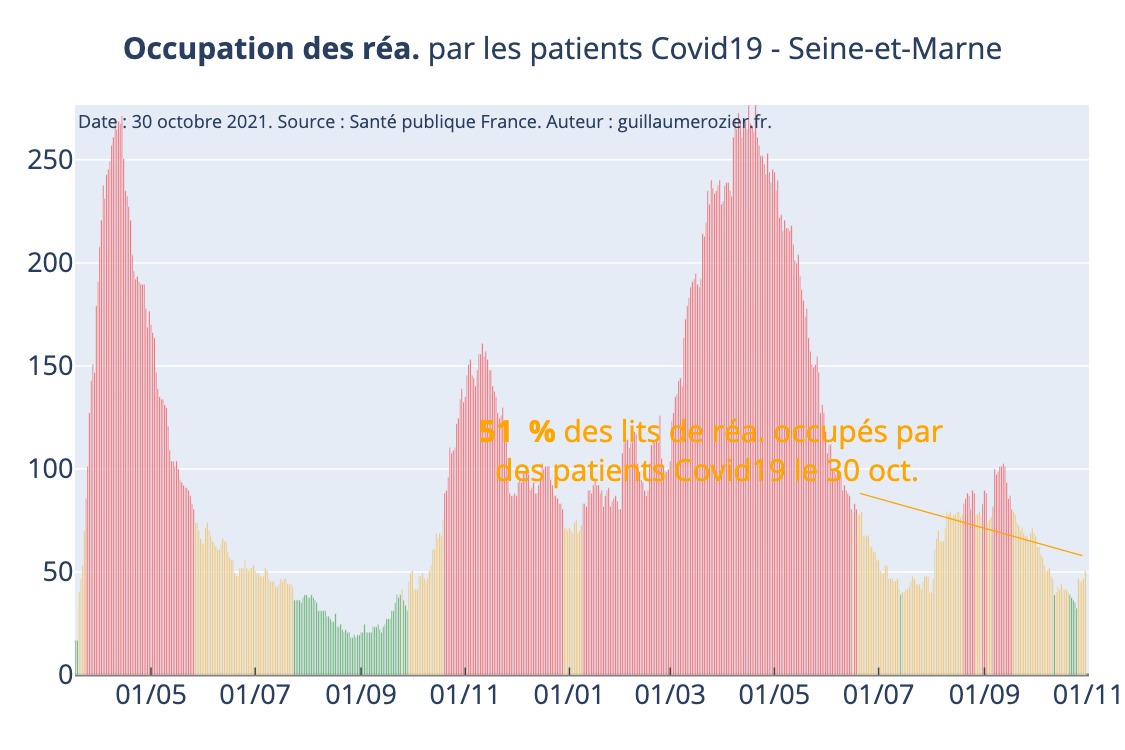 Occupation des réa. par les patients Covid19 - Seine-et-Marne
Date : 30 octobre 2021. Source : Santé publique France. Auteur : guillaumerozier.fr.
250
200
150
51 % des lits de réa. occupés par
des patients Covid19 le 30 oct.
100
50
0
01/05 01/07 01/09 01/11 01/01 01/03 01/05 01/07 01/09 01/11